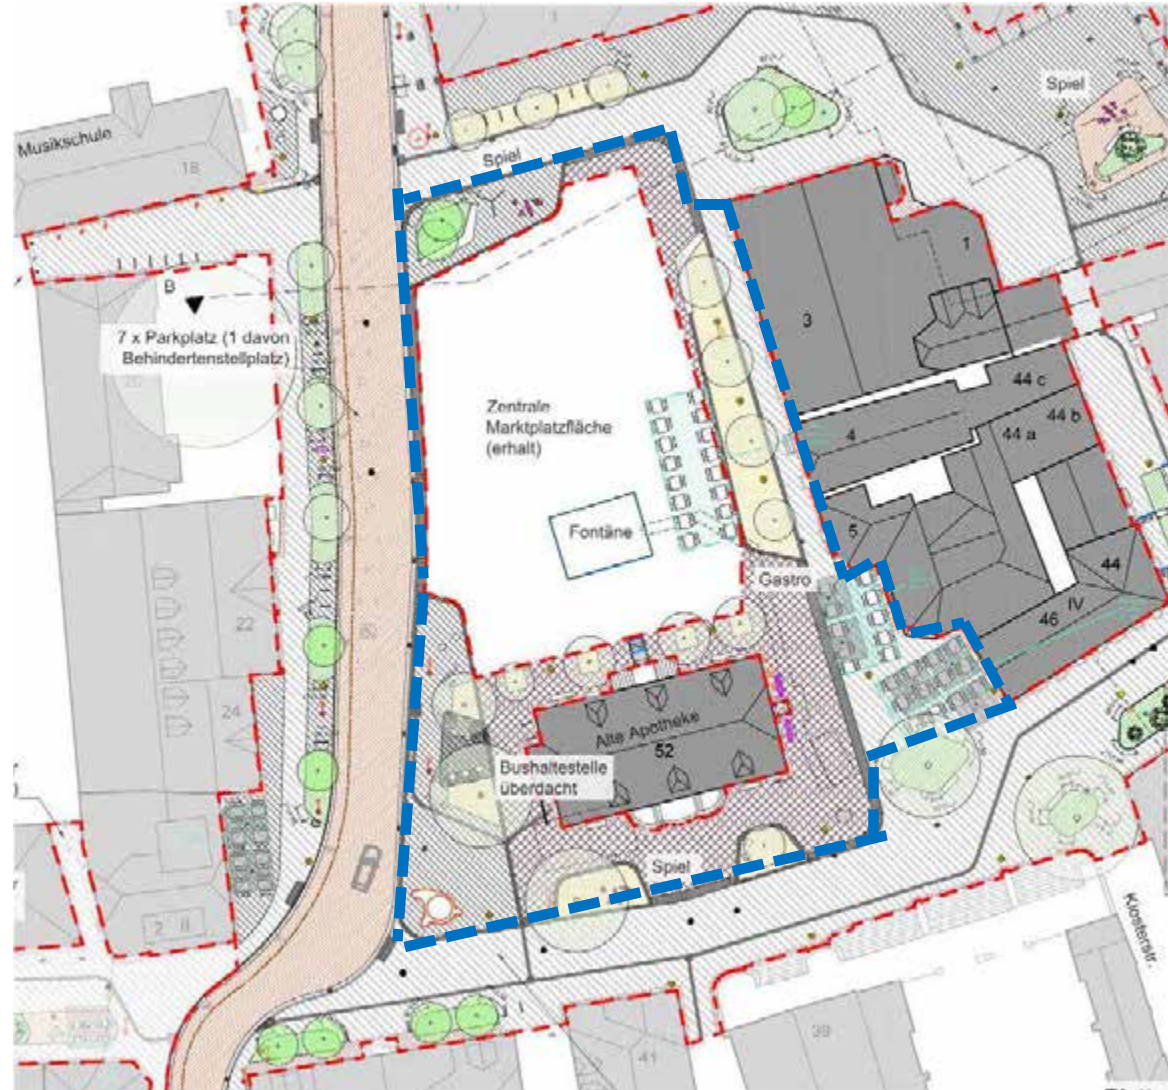 Spiel
Musikschule
18
Spiel
1
3
B
7 x Parkplatz (1 davon
Behindertenstellplatz)
20
44 c
44 b
44 a
4
Zentrale
Marktplatzfläche
(erhalt)
Fontäne
5
Gastro
44
IV
46
22
24
Alte Apotheke
52
Bushaltestelle
überdacht
Spiel
Klosterstr.
2
39
41